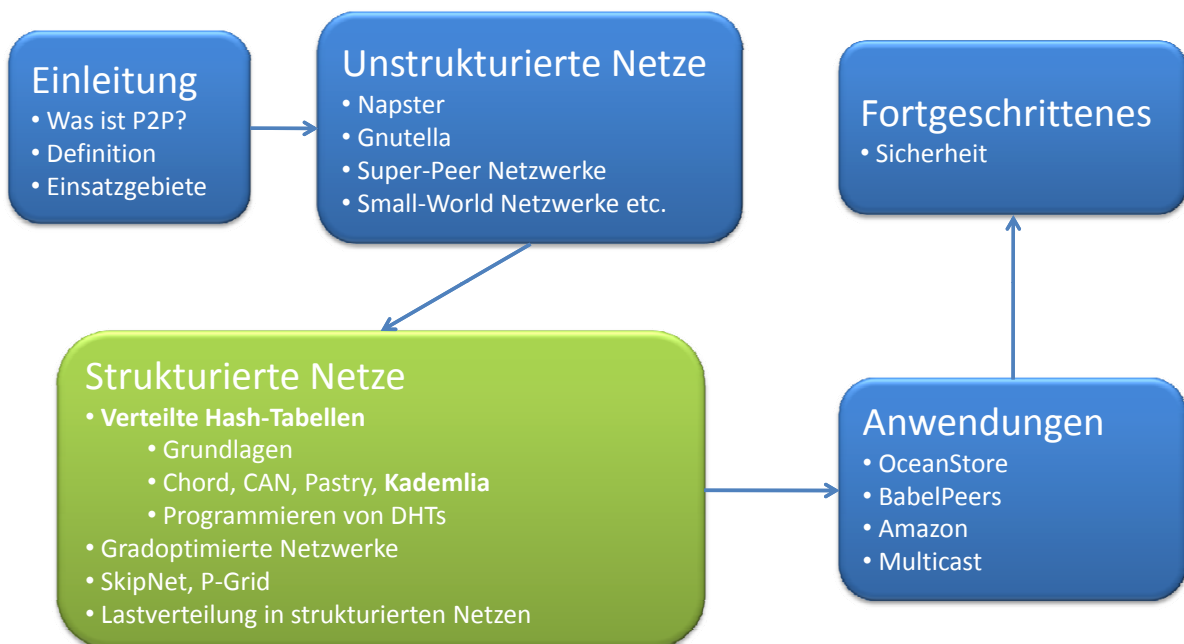 Einleitung
• Was ist P2P?
• Definition
• Einsatzgebiete
Unstrukturierte Netze
• Napster
• Gnutella
• Super-Peer Netzwerke
• Small-World Netzwerke etc.
Strukturierte Netze
• Verteilte Hash-Tabellen
• Grundlagen
• Chord, CAN, Pastry, Kademlia
• Programmieren von DHTs
• Gradoptimierte Netzwerke
• SkipNet, P-Grid
• Lastverteilung in strukturierten Netzen
Anwendungen
• OceanStore
• BabelPeers
• Amazon
• Multicast
Fortgeschrittenes
• Sicherheit